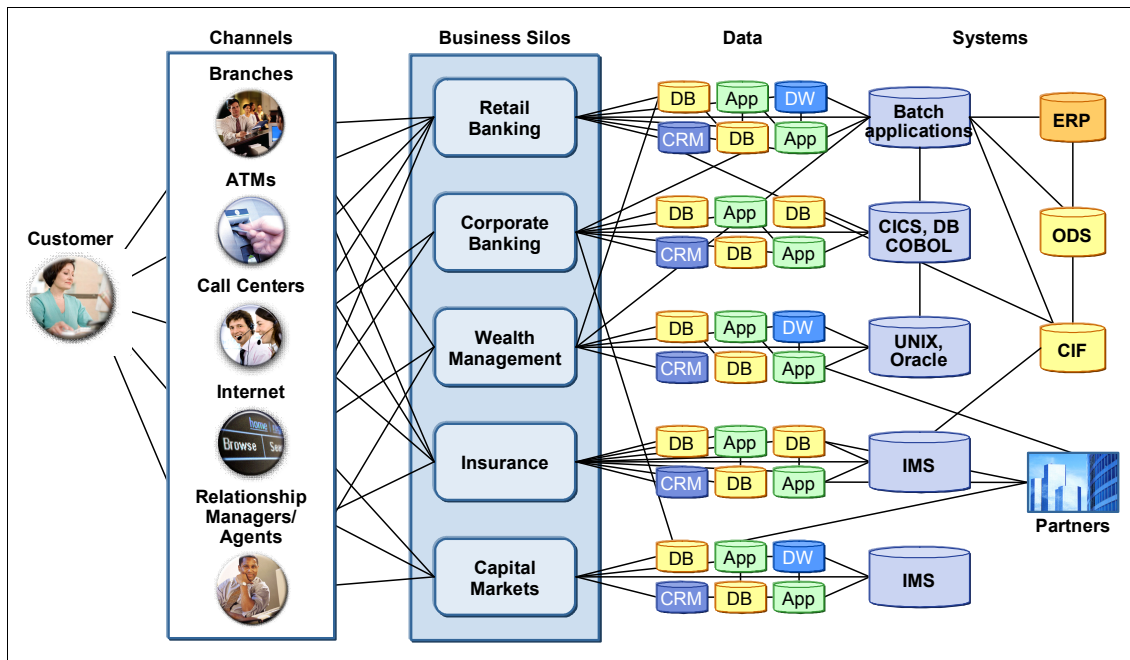 Channels
Business Silos
Data
Systems
Customer
Branches
ATMs
Call Centers
Internet
home
Browse
Relationship
Managers/
Agents
Retail
Banking
Corporate
Banking
Wealth
Management
Insurance
Capital
Markets
DB
App
DW
CRM
DB
App
DB
App
DB
CRM
DB
App
DB
App
DW
CRM
DB
App
DB
App
DB
CRM
DB
App
DB
App
DW
CRM
DB
App
Batch
applications
CICS, DB
COBOL
UNIX,
Oracle
IMS
IMS
ERP
ODS
CIF
Partners